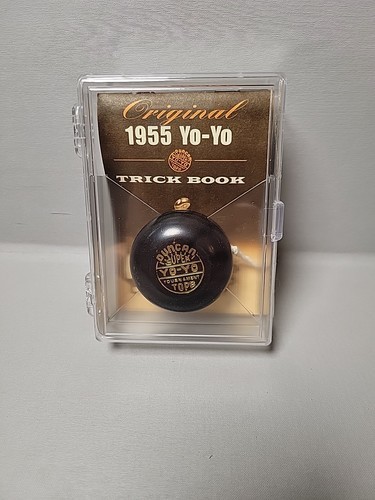 Original
1955 Yo-Yo
TRICK BOOK
DUNCAN
SUPER
YO-YO
TOURNAMENT
TOPS